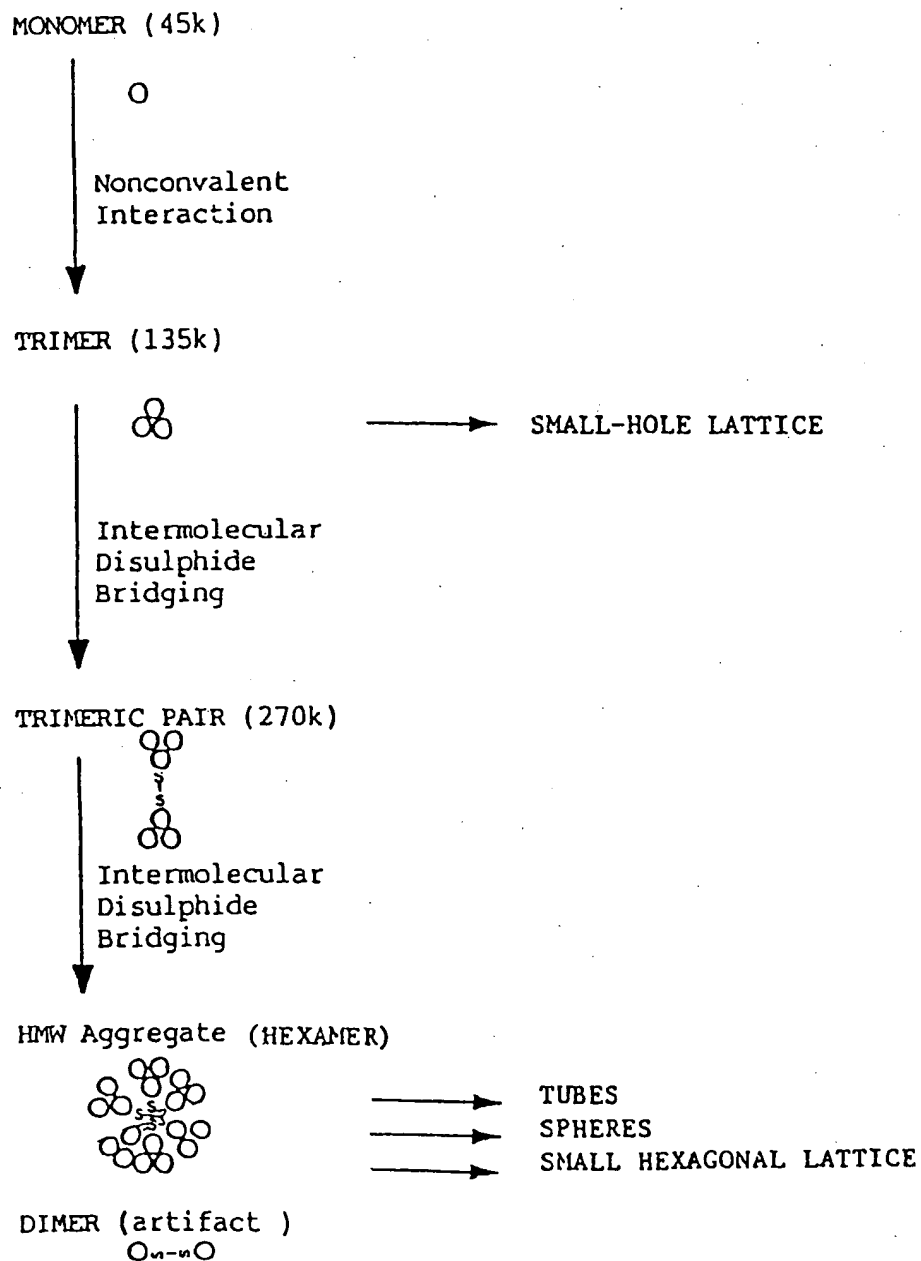 MONOMER (45k)
Nonconvalent
Interaction
TRIMER (135k)
SMALL-HOLE LATTICE
Intermolecular
Disulphide
Bridging
TRIMERIC PAIR (270k)
S
S
Intermolecular
Disulphide
Bridging
HMW Aggregate (HEXAMER)
TUBES
SPHERES
SMALL HEXAGONAL LATTICE
DIMER (artifact )